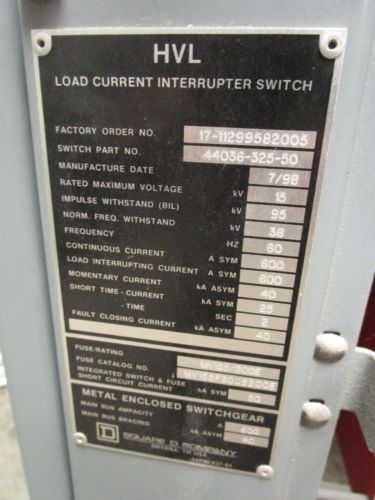 HVL
LOAD CURRENT INTERRUPTER SWITCH
FACTORY ORDER NO. 17-11299582005
SWITCH PART NO. 44036-325-50
MANUFACTURE DATE 7/98
RATED MAXIMUM VOLTAGE kV 15
IMPULSE WITHSTAND (BIL) kV 95
NORM. FREQ. WITHSTAND kV 36
FREQUENCY HZ 60
CONTINUOUS CURRENT A SYM 600
LOAD INTERRUPTING CURRENT A SYM 600
MOMENTARY CURRENT kA ASYM 40
SHORT TIME - CURRENT kA SYM 25
-TIME SEC 2
FAULT CLOSING CURRENT kA ASYM 40
FUSE/RATING
FUSE CATALOG NO.
INTEGRATED SWITCH & FUSE
SHORT CIRCUIT CURRENT kA SYM 50
METAL ENCLOSED SWITCHGEAR
MAIN BUS AMPACITY A 600
MAIN BUS BRACING kA ASYM 40
D SQUARE D COMPANY
SMYRNA, TN USA